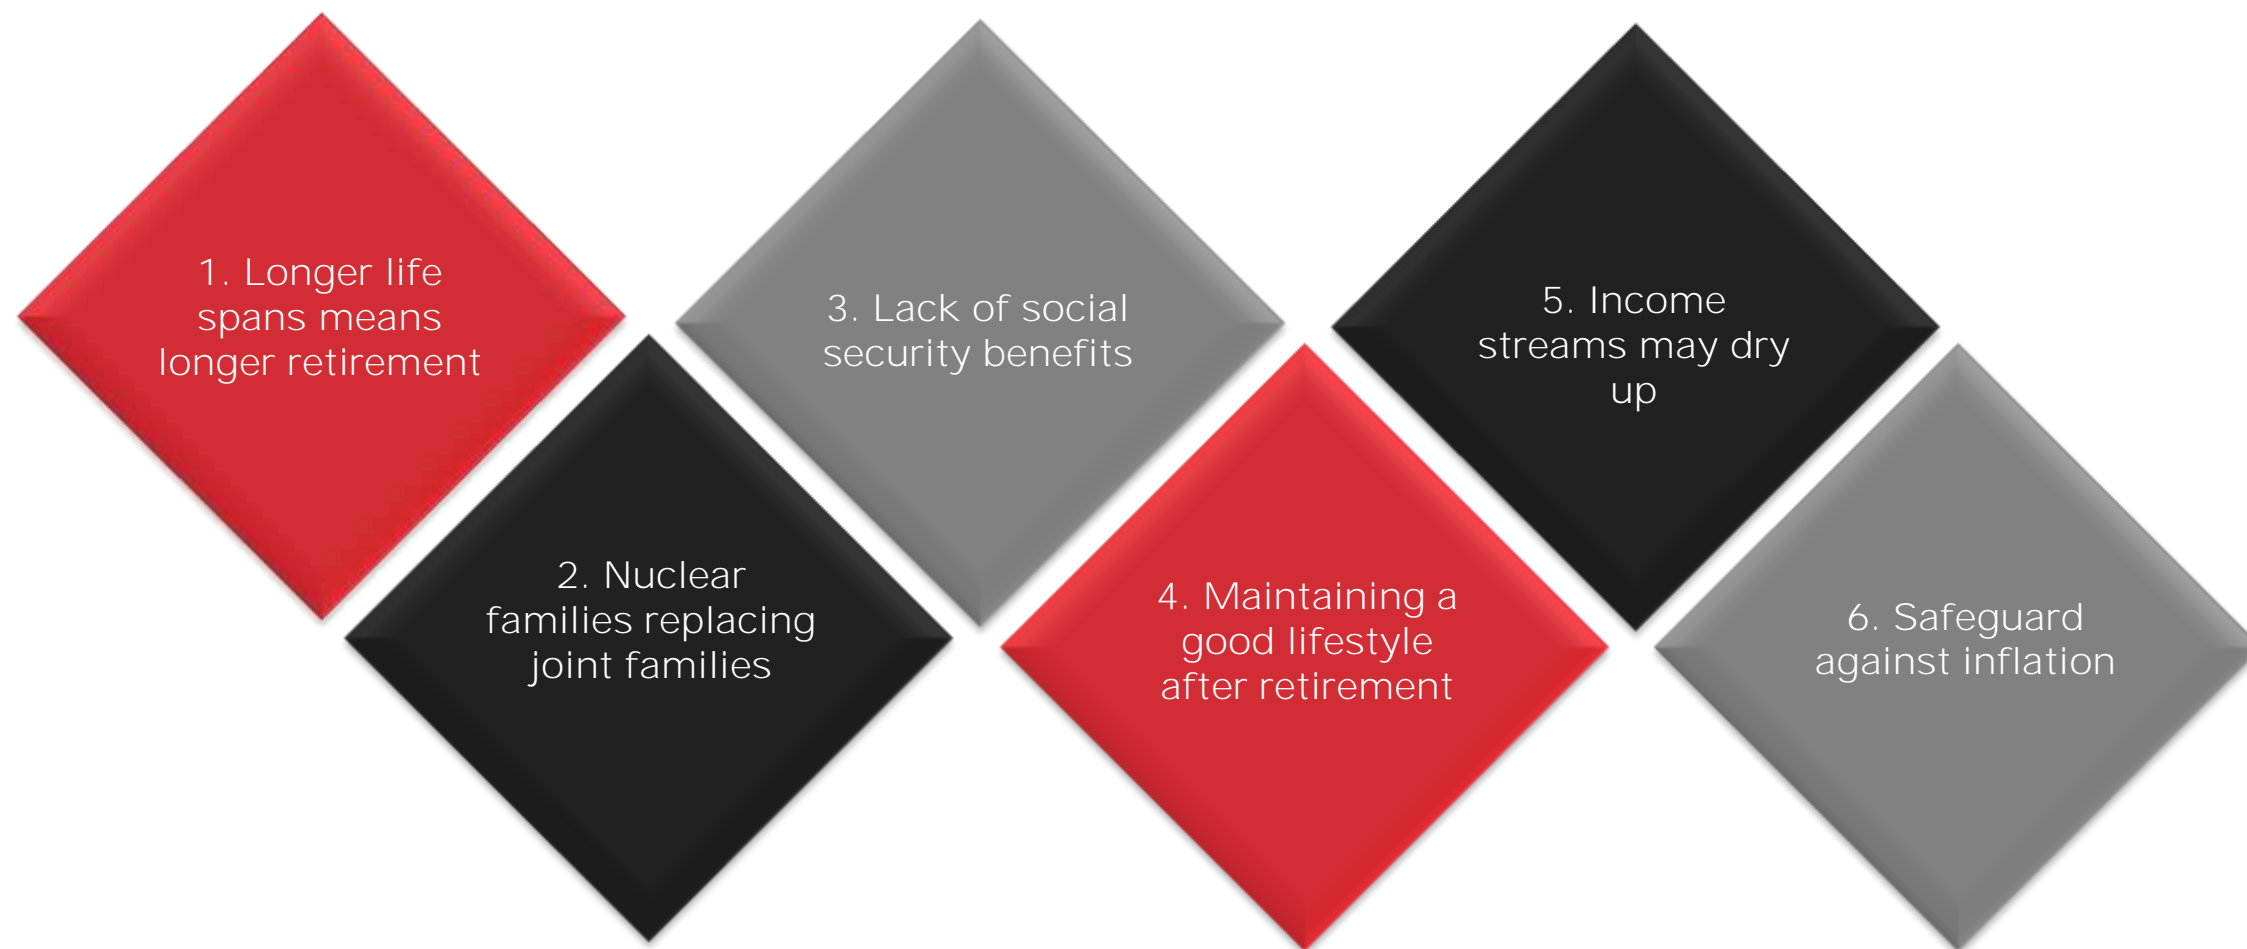 1. Longer life
spans means
longer retirement
2. Nuclear
families replacing
joint families
3. Lack of social
security benefits
4. Maintaining a
good lifestyle
after retirement
5. Income
streams may dry
up
6. Safeguard
against inflation